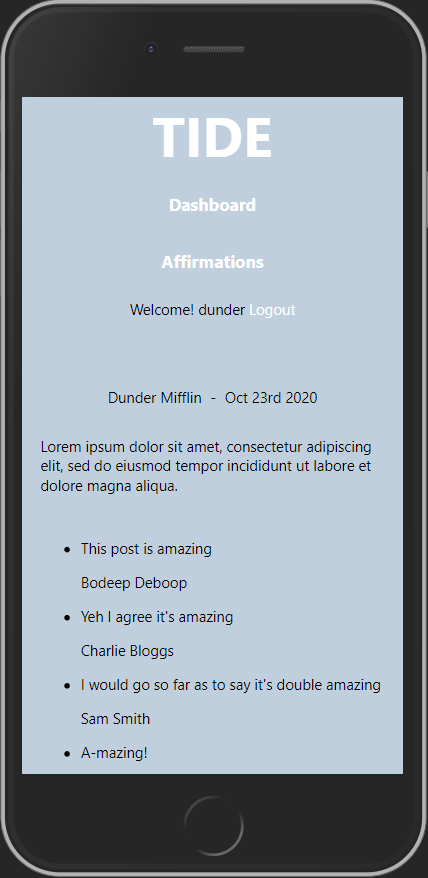 TIDE
Dashboard
Affirmations
Welcome! dunder Logout
Dunder Mifflin - Oct 23rd 2020
Lorem ipsum dolor sit amet, consectetur adipiscing
elit, sed do eiusmod tempor incididunt ut labore et
dolore magna aliqua.
• This post is amazing
Bodeep Deboop
• Yeh I agree it's amazing
Charlie Bloggs
• I would go so far as to say it's double amazing
Sam Smith
• A-mazing!